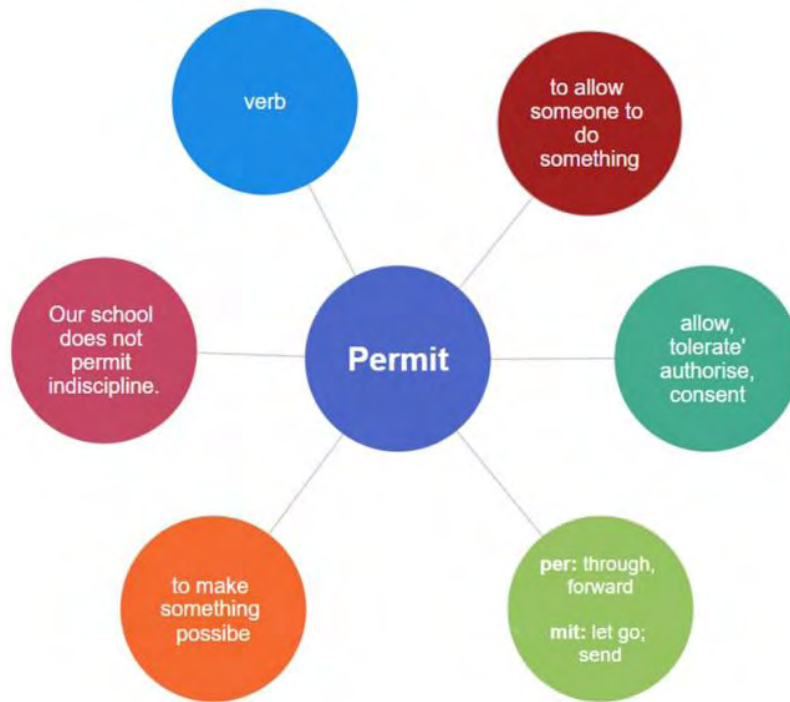 verb
to allow
someone to
do
something
Our school
does not
permit
indiscipline.
Permit
allow,
tolerate'
authorise,
consent
to make
something
possibe
per: through,
forward
mit: let go;
send